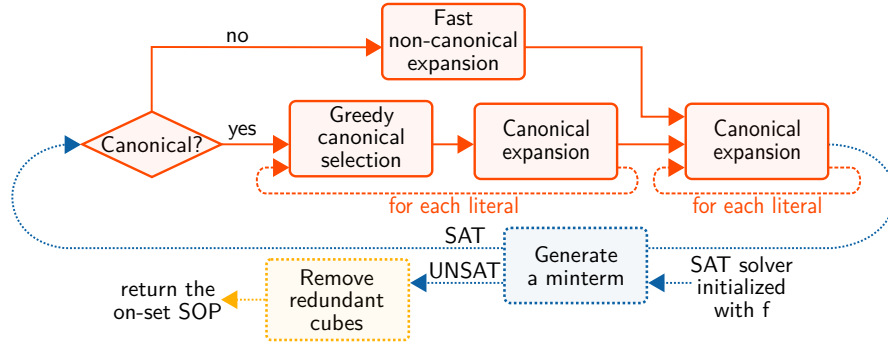 Fast
non-canonical
expansion
no
Canonical?
yes
Greedy
canonical
selection
Canonical
expansion
Canonical
expansion
for each literal
for each literal
SAT
Generate
a minterm
SAT solver
initialized
with f
UNSAT
Remove
redundant
cubes
return the
on-set SOP